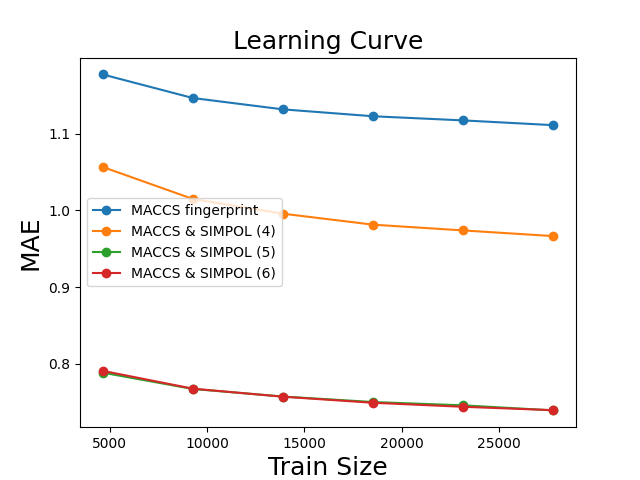 Learning Curve
MAE
1.1
1.0
0.9
0.8
MACCS fingerprint
MACCS & SIMPOL (4)
MACCS & SIMPOL (5)
MACCS & SIMPOL (6)
5000 10000 15000 20000 25000
Train Size